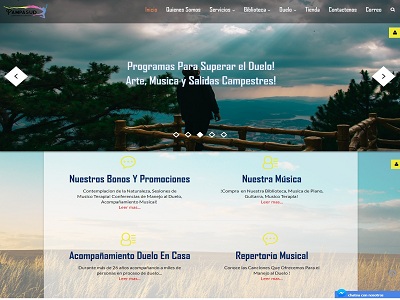 Inicio Quienes Somos Servicios Biblioteca Duelo Tienda Contactenos Correo
Programas Para Superar el Duelo!
Arte, Musica y Salidas Campestres!
Nuestros Bonos Y Promociones
Contemplacion de la Naturaleza, Sesiones de
Musico Terapia! Conferencias de Manejo al Duelo,
Acompañamiento Musical!
Leer mas...
Nuestra Música
¡Compra en Nuestra Biblioteca, Musica de Piano,
Guitarra, Musico Terapia!
Leer mas...
Acompañamiento Duelo En Casa
Durante más de 26 años acompañando a miles de
personas en proceso de duelo...
Leer mas...
Repertorio Musical
Conoce las Canciones Que Ofrecemos Para el
Manejo al Duelo !
Leer mas...